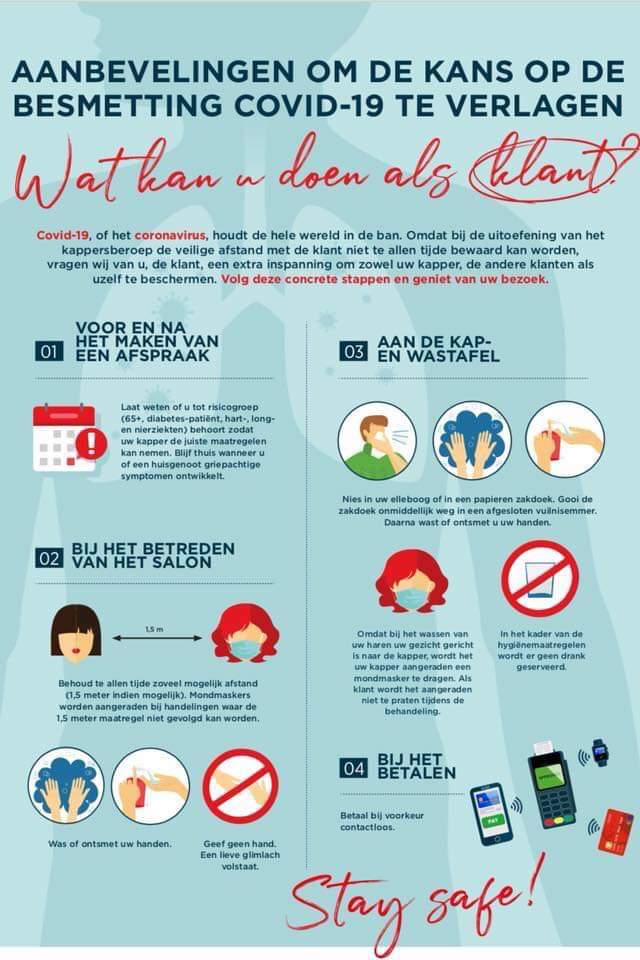 AANBEVELINGEN OM DE KANS OP DE
BESMETTING COVID-19 TE VERLAGEN
Wat kan u doen als klant?
Covid-19, of het coronavirus, houdt de hele wereld in de ban. Omdat bij de uitoefening van het
kappersberoep de veilige afstand met de klant niet te allen tijde bewaard kan worden,
vragen wij van u, de klant, een extra inspanning om zowel uw kapper, de andere klanten als
uzelf te beschermen. Volg deze concrete stappen en geniet van uw bezoek.
01
VOOR EN NA
HET MAKEN VAN
EEN AFSPRAAK
Laat weten of u tot risicogroep
(65+, diabetes-patiënt, hart-, long-
en nierziekten) behoort zodat
uw kapper de juiste maatregelen
kan nemen. Blijf thuis wanneer u
of een huisgenoot griepachtige
symptomen ontwikkelt.
02
BIJ HET BETREDEN
VAN HET SALON
1,5 m
Behoud te allen tijde zoveel mogelijk afstand
(1,5 meter indien mogelijk). Mondmaskers
worden aangeraden bij handelingen waar de
1,5 meter maatregel niet gevolgd kan worden.
Was of ontsmet uw handen.
Geef geen hand.
Een lieve glimlach
volstaat.
03
AAN DE KAP-
EN WASTAFEL
Nies in uw elleboog of in een papieren zakdoek. Gooi de
zakdoek onmiddellijk weg in een afgesloten vuilnisemmer.
Daarna wast of ontsmet u uw handen.
Omdat bij het wassen van
uw haren uw gezicht gericht
is naar de kapper, wordt het
uw kapper aangeraden een
mondmasker te dragen. Als
klant wordt het aangeraden
niet te praten tijdens de
behandeling.
In het kader van de
hygiënemaatregelen
wordt er geen drank
geserveerd.
04
BIJ HET
BETALEN
Betaal bij voorkeur
contactloos.
PAY
Stay safe!